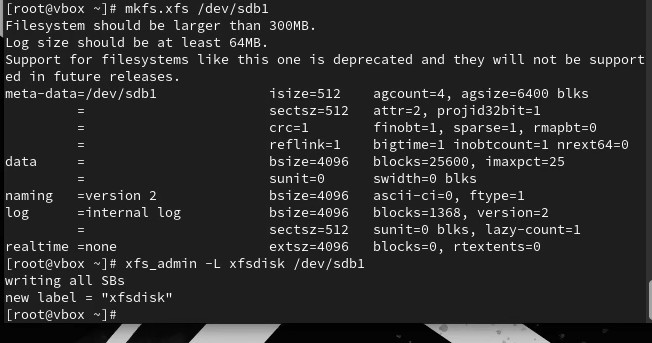 [root@vbox ~]# mkfs.xfs /dev/sdb1
Filesystem should be larger than 300MB.
Log size should be at least 64MB.
Support for filesystems like this one is deprecated and they will not be support
ed in future releases.
meta-data=/dev/sdb1              isize=512    agcount=4, agsize=6400 blks
         =                       sectsz=512   attr=2, projid32bit=1
         =                       crc=1        finobt=1, sparse=1, rmapbt=0
         =                       reflink=1    bigtime=1 inobtcount=1 nrext64=0
data     =                       bsize=4096   blocks=25600, imaxpct=25
         =                       sunit=0      swidth=0 blks
naming   =version 2              bsize=4096   ascii-ci=0, ftype=1
log      =internal log           bsize=4096   blocks=1368, version=2
         =                       sectsz=512   sunit=0 blks, lazy-count=1
realtime =none                   extsz=4096   blocks=0, rtextents=0
[root@vbox ~]# xfs_admin -L xfsdisk /dev/sdb1
writing all SBs
new label = "xfsdisk"
[root@vbox ~]#